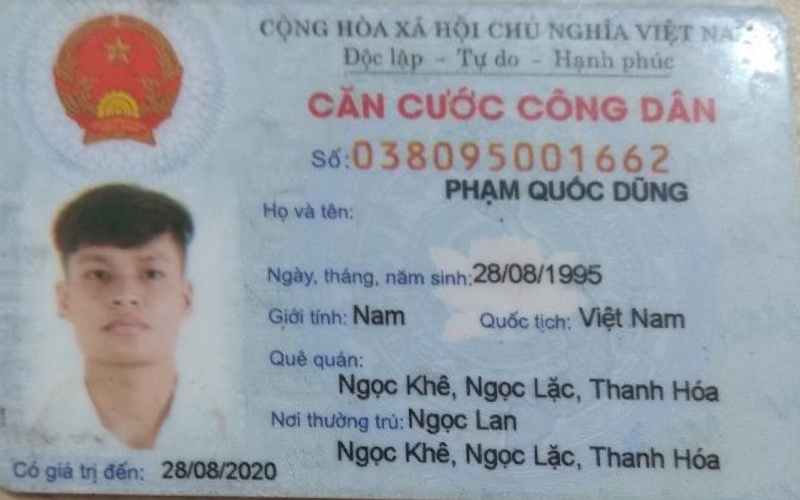 CỘNG HÒA XÃ HỘI CHỦ NGHĨA VIỆT NAM
Độc lập - Tự do - Hạnh phúc
CĂN CƯỚC CÔNG DÂN
Số: 038095001662
PHẠM QUỐC DŨNG
Họ và tên:
Ngày, tháng, năm sinh: 28/08/1995
Giới tính: Nam Quốc tịch: Việt Nam
Quê quán:
Ngọc Khê, Ngọc Lặc, Thanh Hóa
Nơi thường trú: Ngọc Lan
Ngọc Khê, Ngọc Lặc, Thanh Hóa
Có giá trị đến: 28/08/2020